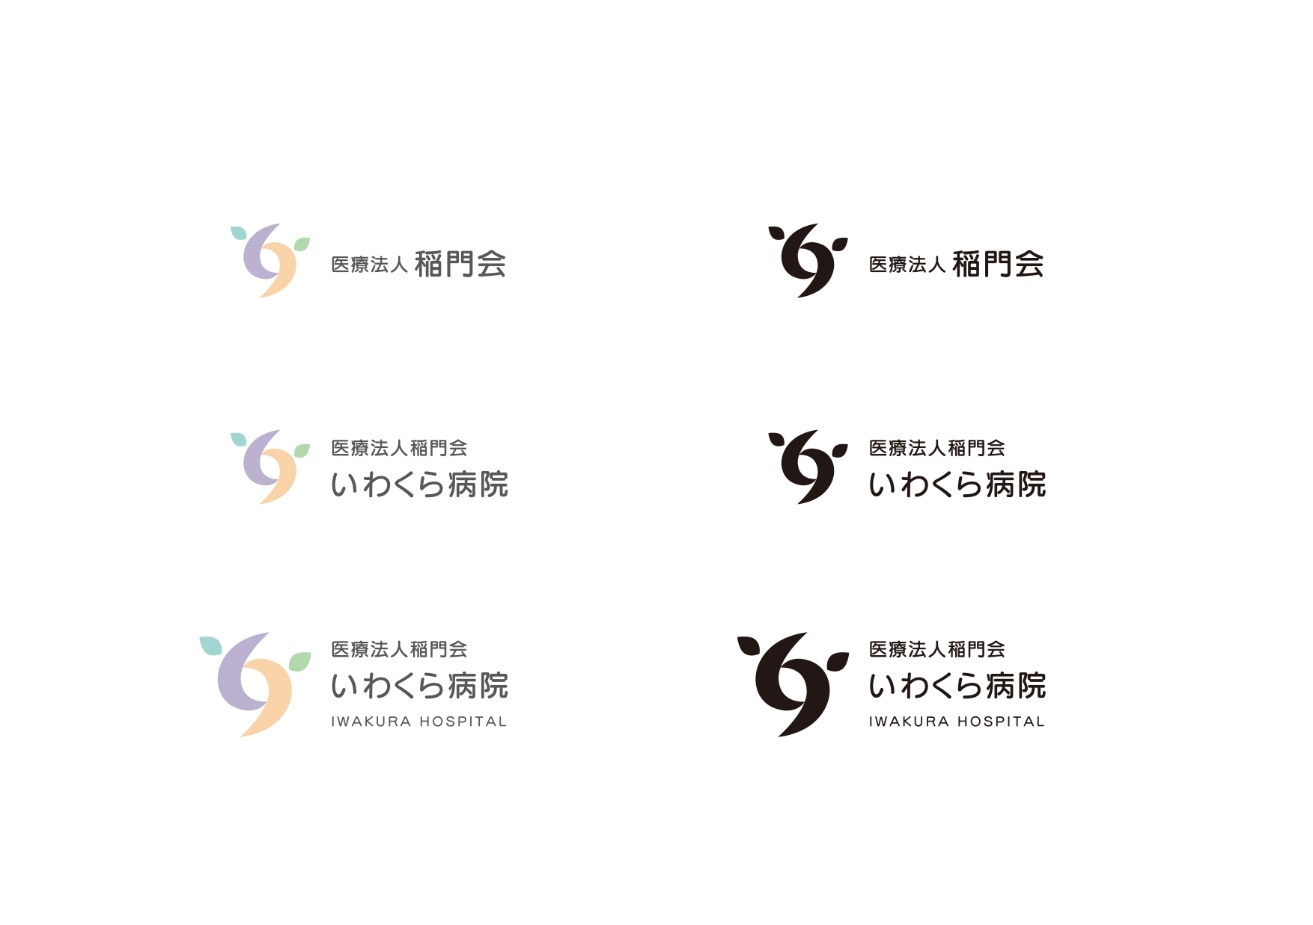 医療法人 稲門会
医療法人 稲門会
医療法人稲門会
いわくら病院
医療法人稲門会
いわくら病院
医療法人稲門会
いわくら病院
IWAKURA HOSPITAL
医療法人稲門会
いわくら病院
IWAKURA HOSPITAL